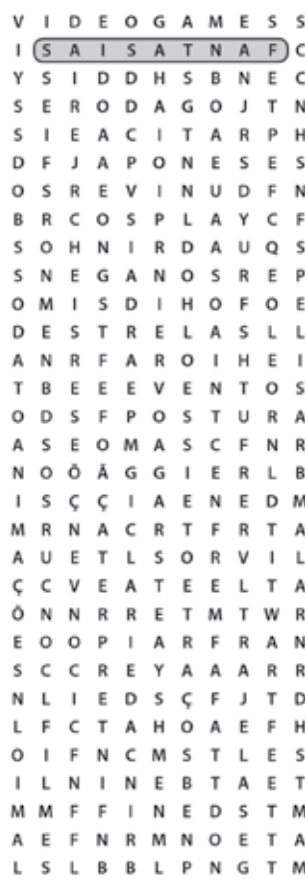 V I D E O G A M E S S
I S A I S A T N A F C
Y S I D D H S B N E C
S E R O D A G O J T N
S I E A C I T A R P H
D F J A P O N E S E S
O S R E V I N U D F N
B R C O S P L A Y C F
S O H N I R D A U Q S
S N E G A N O S R E P
O M I S D I H O F O E
D E S T R E L A S L L
A N R F A R O I H E I
T B E E E V E N T O S
O D S F P O S T U R A
A S E O M A S C F N R
N O Õ Ã G G I E R L B
I S Ç Ç I A E N E D M
M R N A C R T F R T A
A U E T L S O R V I L
Ç C V E A T E E L T A
Õ N N R R E T M T W R
E O O P I A R F R A N
S C C R E Y A A A R R
N L I E D S Ç F J T D
L F C T A H O A E F H
O I F N C M S T L E S
I L N I N E B T A E T
M M F F I N E D S T M
A E F N R M N O E T A
L S L B B L P N G T M